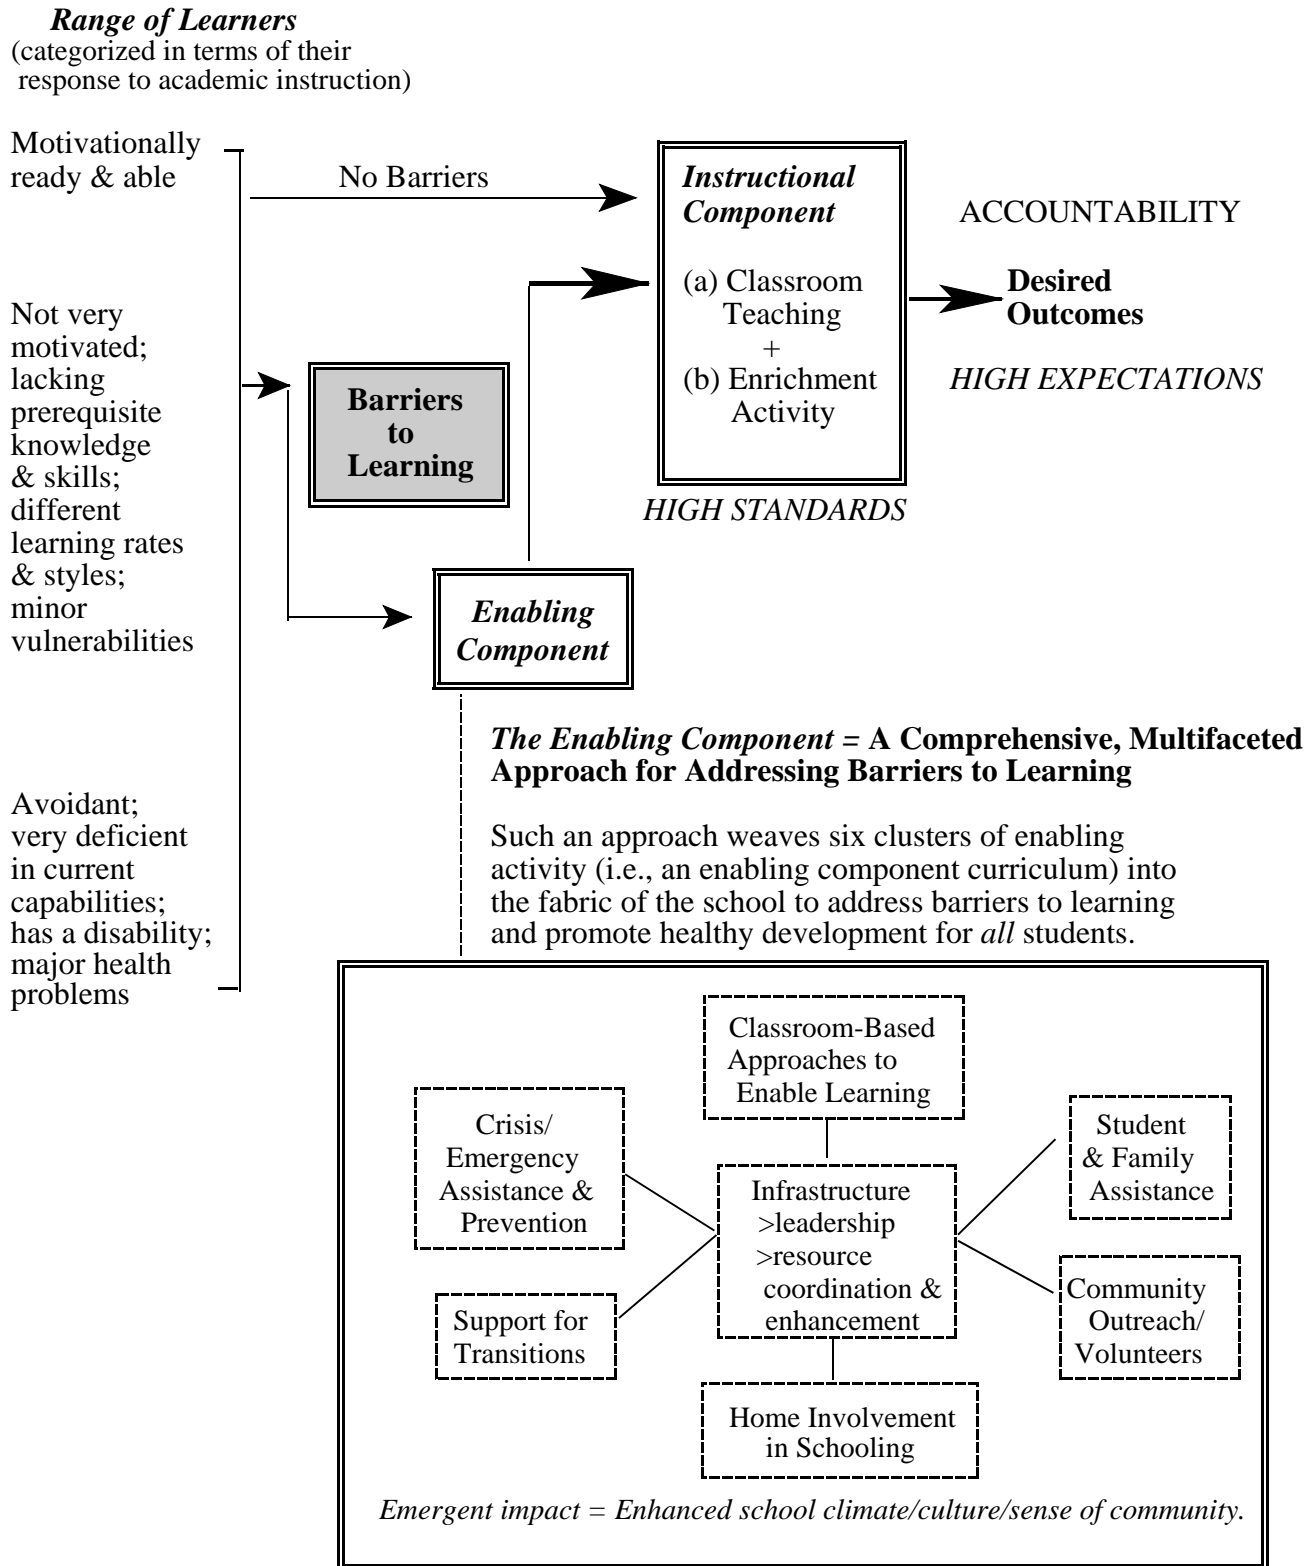 Range of Learners
(categorized in terms of their
response to academic instruction)
Motivationally
ready & able
No Barriers
Instructional
Component
(a) Classroom
Teaching
+
(b) Enrichment
Activity
HIGH STANDARDS
ACCOUNTABILITY
Desired
Outcomes
HIGH EXPECTATIONS
Not very
motivated;
lacking
prerequisite
knowledge
& skills;
different
learning rates
& styles;
minor
vulnerabilities
Barriers
to
Learning
Enabling
Component
Avoidant;
very deficient
in current
capabilities;
has a disability;
major health
problems
The Enabling Component = A Comprehensive, Multifaceted
Approach for Addressing Barriers to Learning
Such an approach weaves six clusters of enabling
activity (i.e., an enabling component curriculum) into
the fabric of the school to address barriers to learning
and promote healthy development for all students.
Classroom-Based
Approaches to
Enable Learning
Crisis/
Emergency
Assistance &
Prevention
Student
& Family
Assistance
Infrastructure
>leadership
>resource
coordination &
enhancement
Support for
Transitions
Community
Outreach/
Volunteers
Home Involvement
in Schooling
Emergent impact = Enhanced school climate/culture/sense of community.